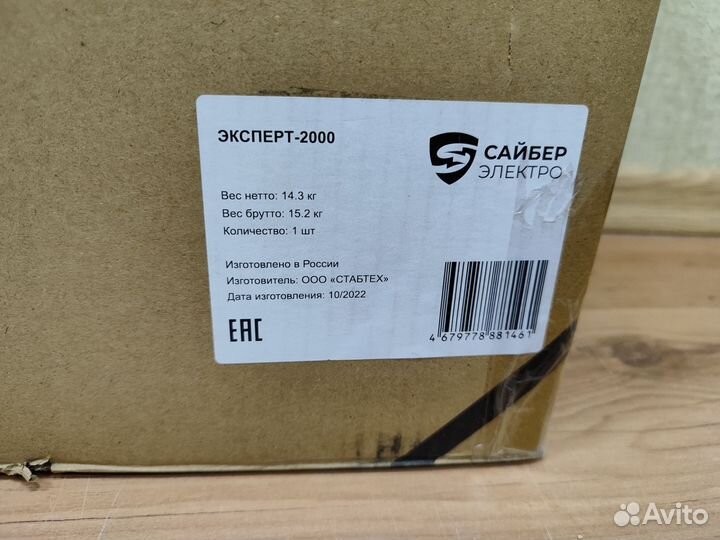 ЭКСПЕРТ-2000
САЙБЕР
ЭЛЕКТРО
Вес нетто: 14.3 кг
Вес брутто: 15.2 кг
Количество: 1 шт
Изготовлено в России
Изготовитель: ООО «СТАБТЕХ»
Дата изготовления: 10/2022
ЕАС
4 679778 881461
Avito